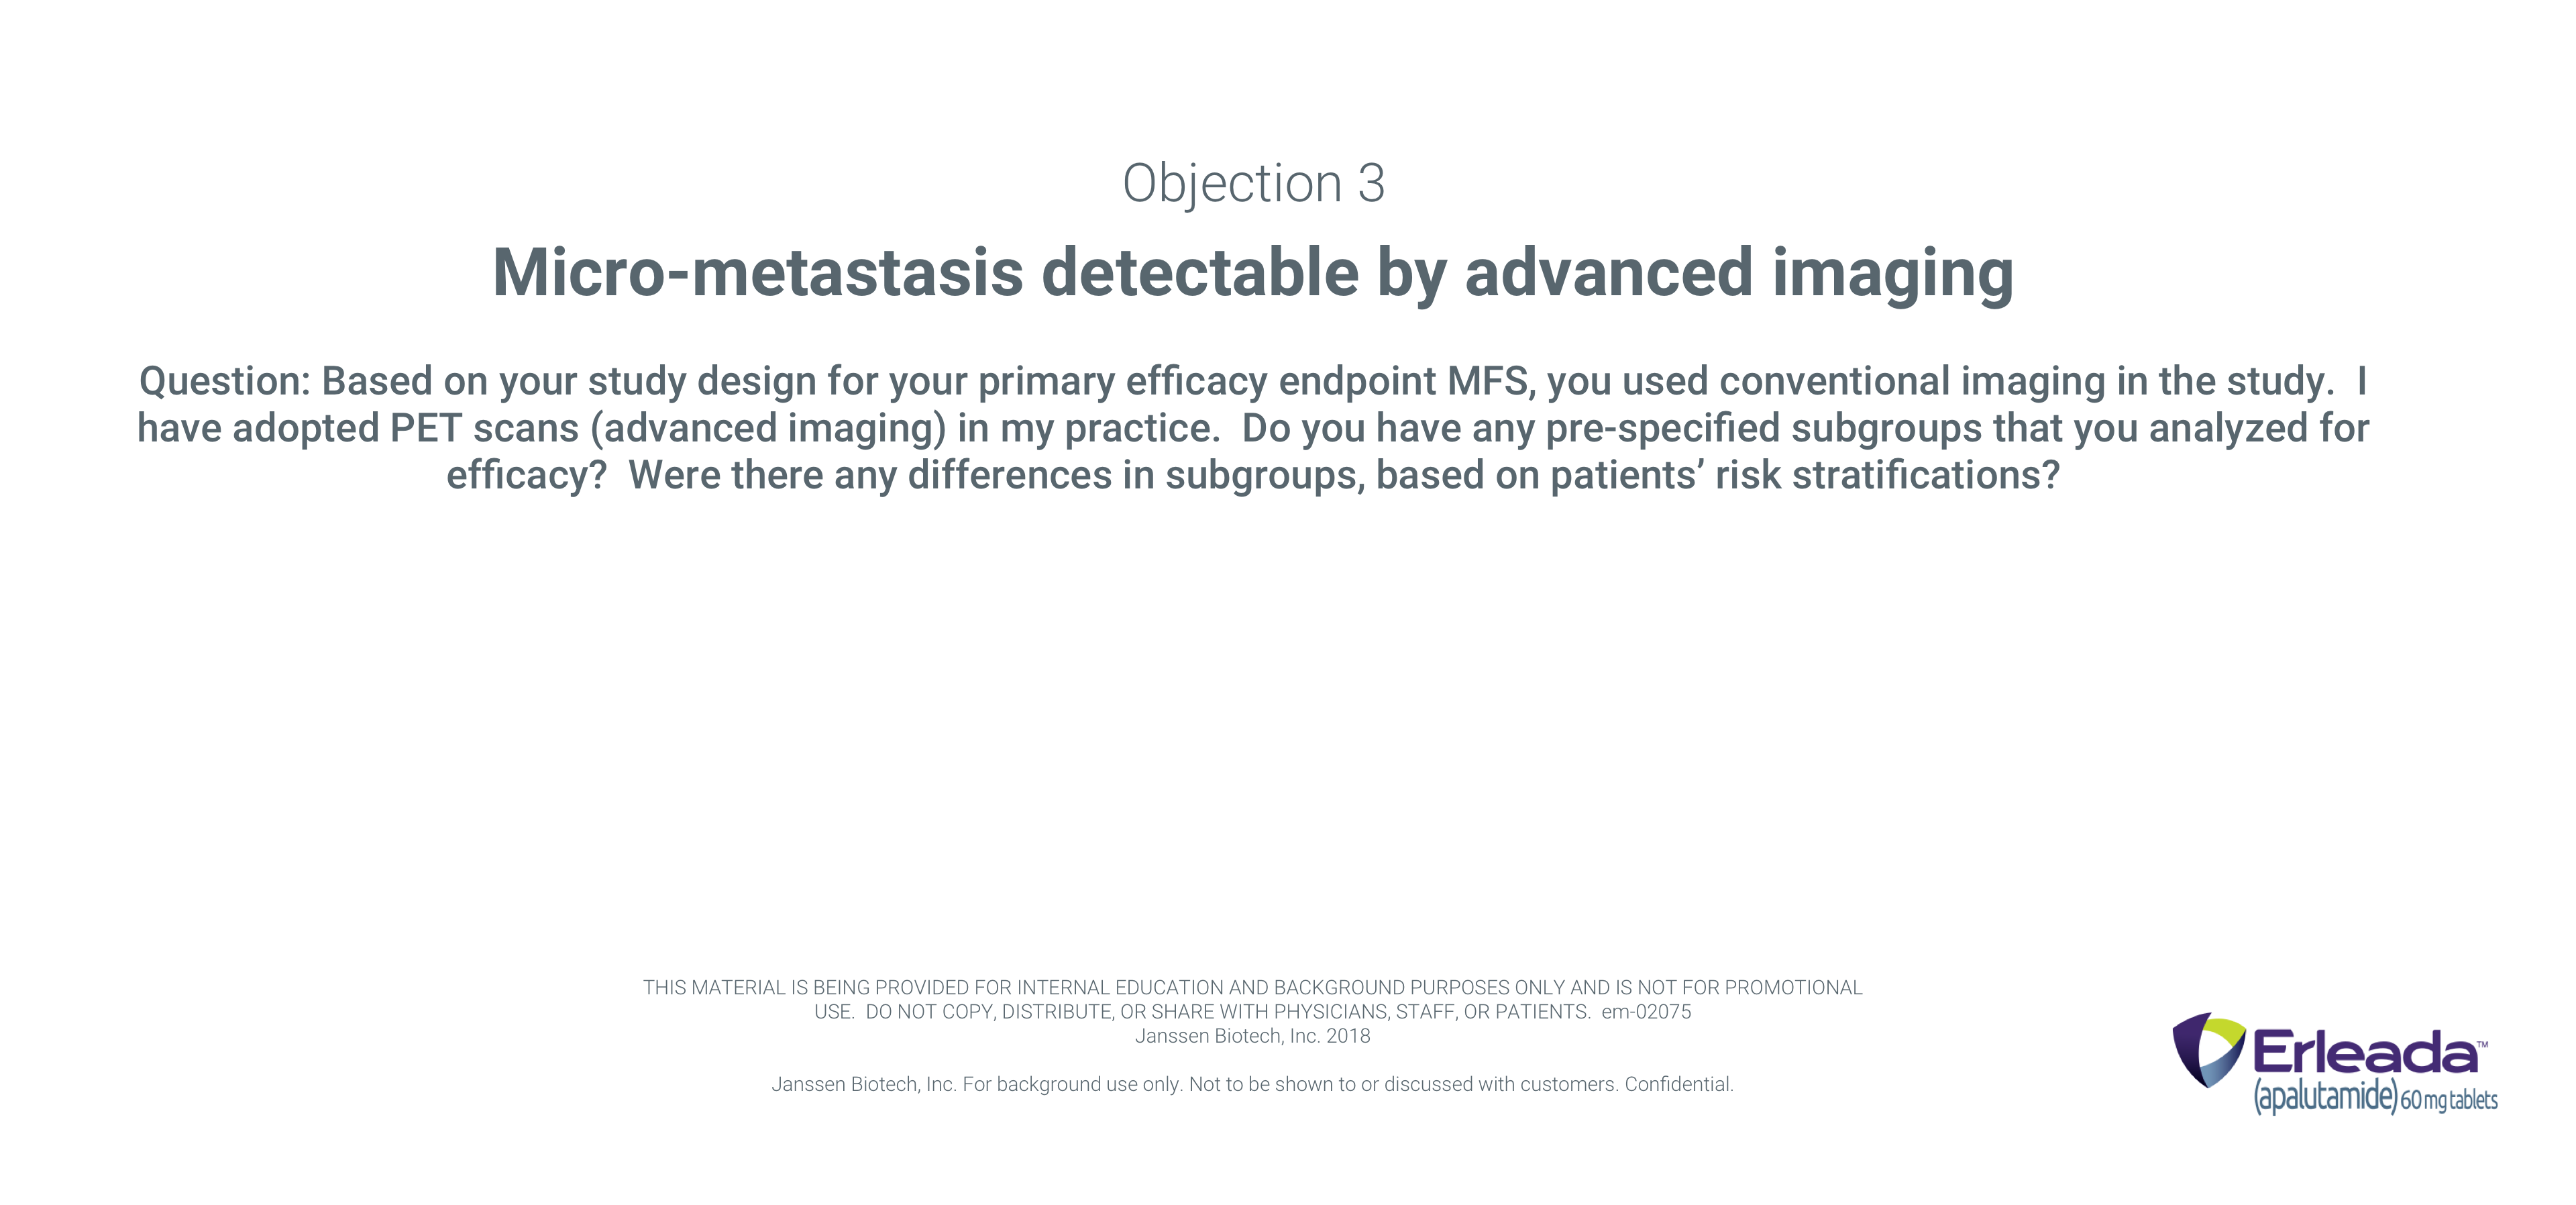 Objection 3
Micro-metastasis detectable by advanced imaging
Question: Based on your study design for your primary efficacy endpoint MFS, you used conventional imaging in the study.  I
have adopted PET scans (advanced imaging) in my practice.  Do you have any pre-specified subgroups that you analyzed for
efficacy?  Were there any differences in subgroups, based on patients’ risk stratifications?
THIS MATERIAL IS BEING PROVIDED FOR INTERNAL EDUCATION AND BACKGROUND PURPOSES ONLY AND IS NOT FOR PROMOTIONAL
USE.  DO NOT COPY, DISTRIBUTE, OR SHARE WITH PHYSICIANS, STAFF, OR PATIENTS.  em-02075
Janssen Biotech, Inc. 2018
Janssen Biotech, Inc. For background use only. Not to be shown to or discussed with customers. Confidential.
Erleada™
(apalutamide) 60 mg tablets